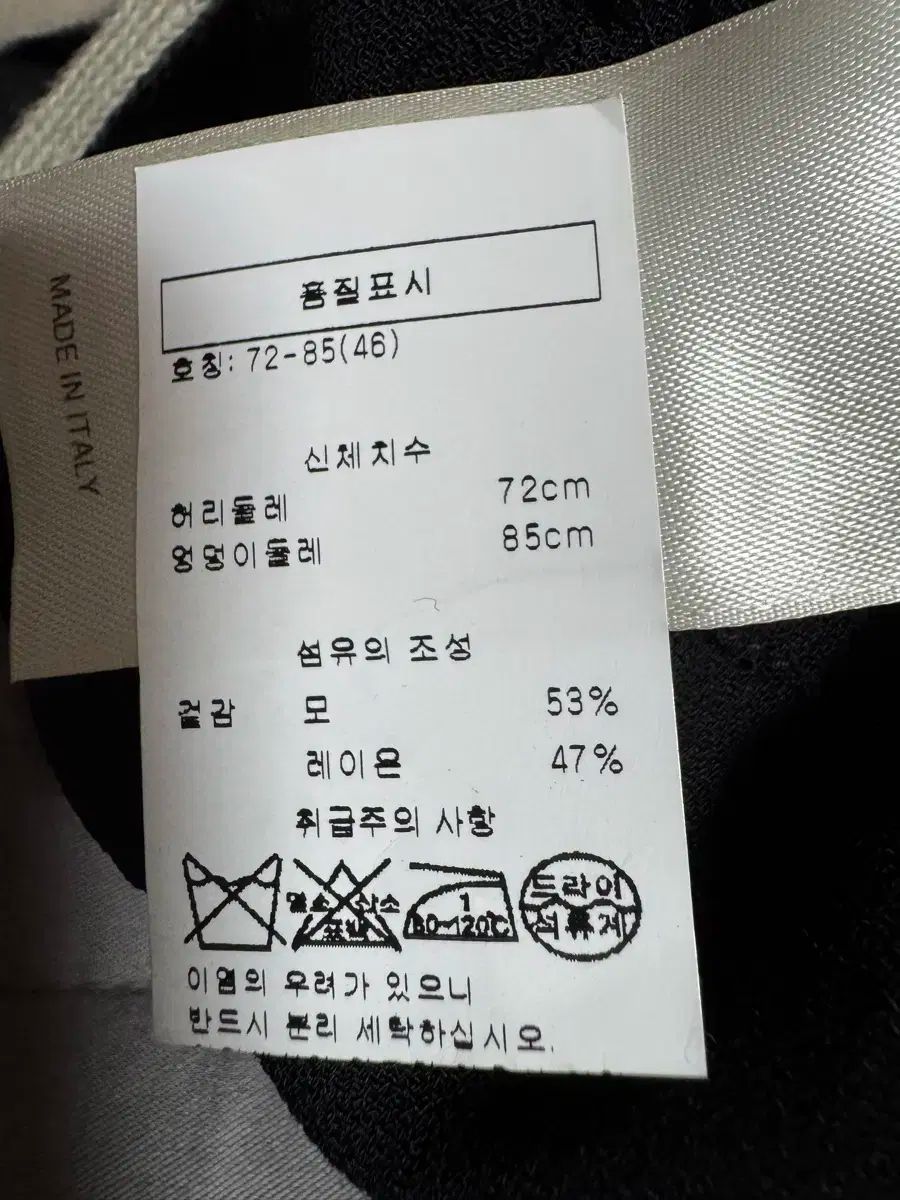 MADE IN ITALY
품질표시
호칭: 72-85(46)
신체치수
허리둘레 72cm
엉덩이둘레 85cm
섬유의 조성
겉감 모 53%
레이온 47%
취급주의 사항
염소 산소
표백
1
80~120℃
드라이
석유계
이염의 우려가 있으니
반드시 분리 세탁하십시오.